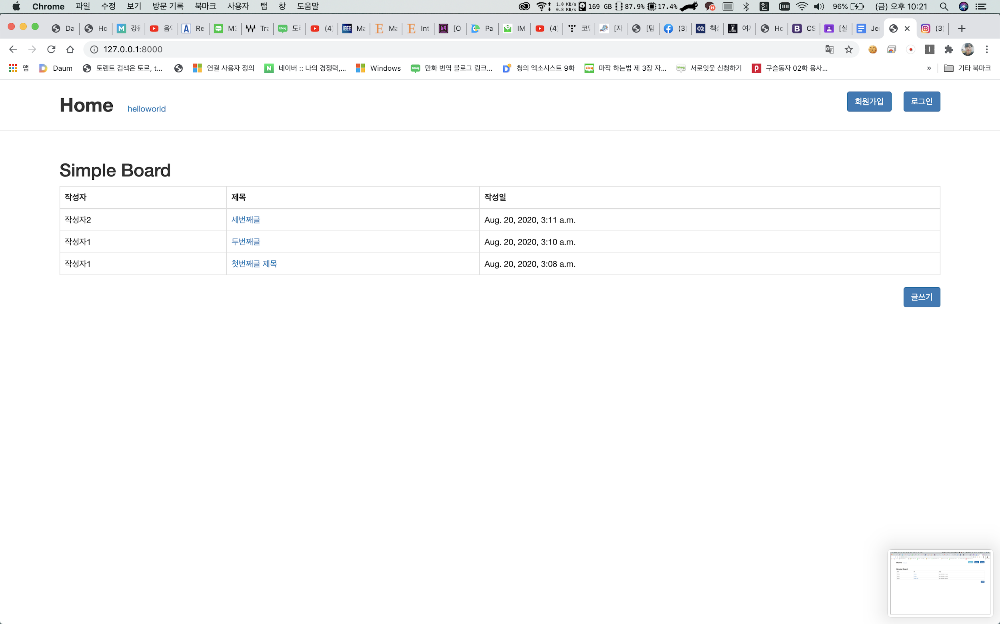 Chrome 파일 수정 보기 방문 기록 북마크 사용자 탭 창 도움말 1.0 KB/s 0.8 KB/s 169 GB 87.9% 17.4% 한 96% (금) 오후 10:21
Da Ho 강 음 Re M Tra 도 (4) IEEE Ma Ma Int [O Pa IM (4) 코 [자 [텀 (3) 책 여 Ho CS [실 Je (3)
127.0.0.1:8000
앱 Daum 토렌트 검색은 토르, t... 연결 사용자 정의 네이버 :: 나의 경쟁력,... Windows 만화 번역 블로그 링크... 청의 엑소시스트 9화 마작 하는법 제 3장 자... 서로잇웃 신청하기 구슬동자 02화 용사... » 기타 북마크
Home helloworld 회원가입 로그인
Simple Board
작성자 제목 작성일
작성자2 세번째글 Aug. 20, 2020, 3:11 a.m.
작성자1 두번째글 Aug. 20, 2020, 3:10 a.m.
작성자1 첫번째글 제목 Aug. 20, 2020, 3:08 a.m.
글쓰기
Home
Simple Board